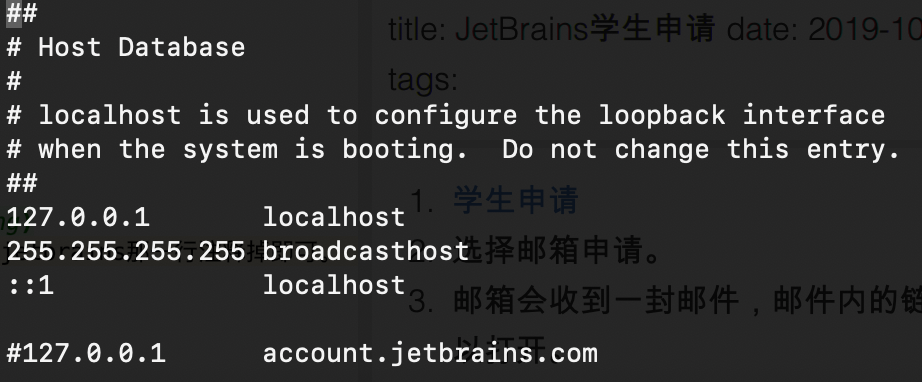 ##
# Host Database
#
# localhost is used to configure the loopback interface
# when the system is booting.  Do not change this entry.
##
127.0.0.1       localhost
255.255.255.255 broadcasthost
::1             localhost
#127.0.0.1      account.jetbrains.com
title: JetBrains学生申请 date: 2019-10
tags:
1. 学生申请
2. 选择邮箱申请。
3. 邮箱会收到一封邮件，邮件内的链
以打开